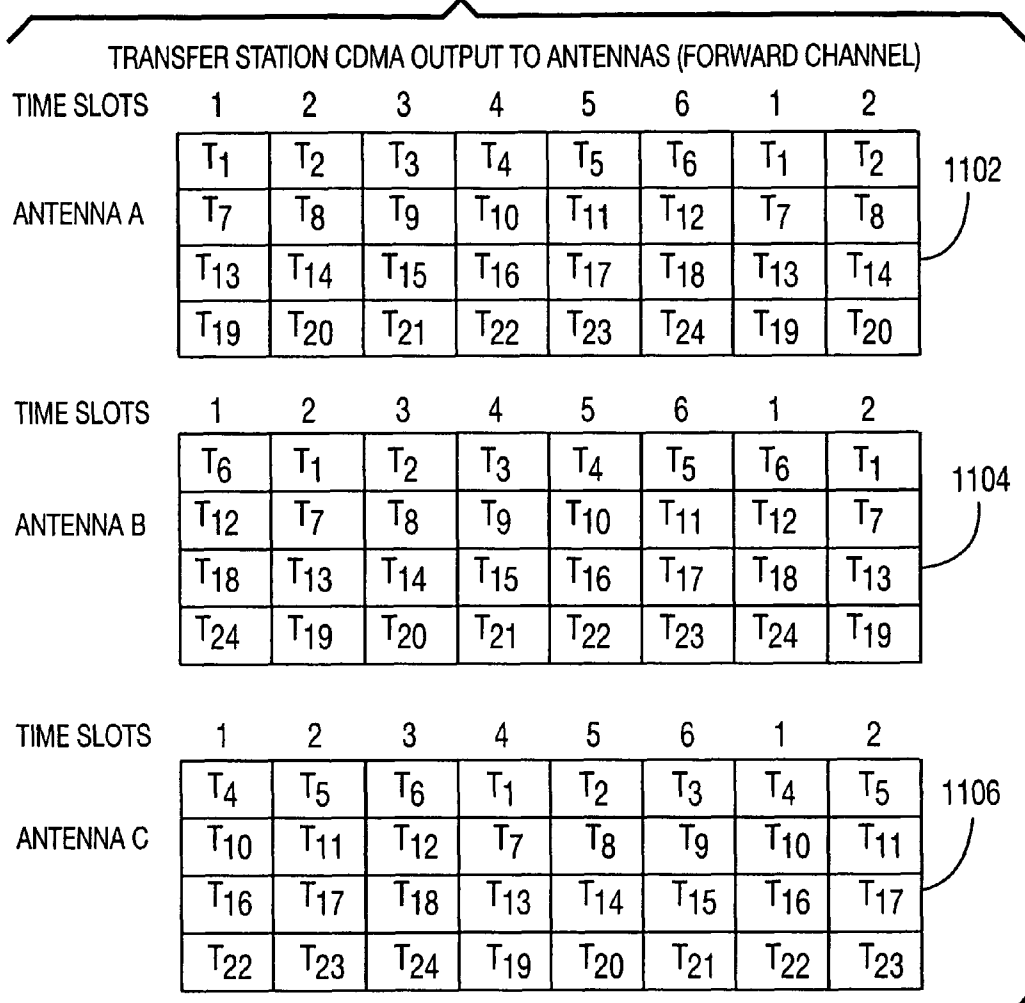 TRANSFER STATION CDMA OUTPUT TO ANTENNAS (FORWARD CHANNEL)
TIME SLOTS 1 2 3 4 5 6 1 2
T1 T2 T3 T4 T5 T6 T1 T2
1102
ANTENNA A T7 T8 T9 T10 T11 T12 T7 T8
T13 T14 T15 T16 T17 T18 T13 T14
T19 T20 T21 T22 T23 T24 T19 T20
TIME SLOTS 1 2 3 4 5 6 1 2
T6 T1 T2 T3 T4 T5 T6 T1
1104
ANTENNA B T12 T7 T8 T9 T10 T11 T12 T7
T18 T13 T14 T15 T16 T17 T18 T13
T24 T19 T20 T21 T22 T23 T24 T19
TIME SLOTS 1 2 3 4 5 6 1 2
T4 T5 T6 T1 T2 T3 T4 T5 1106
ANTENNA C T10 T11 T12 T7 T8 T9 T10 T11
T16 T17 T18 T13 T14 T15 T16 T17
T22 T23 T24 T19 T20 T21 T22 T23